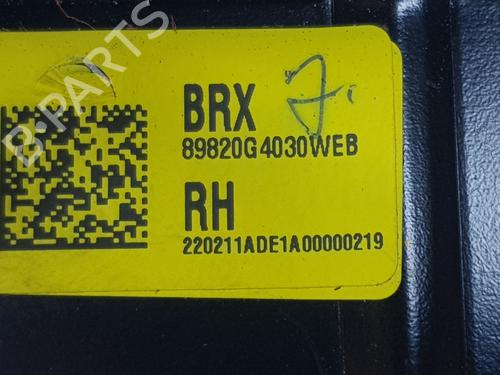 B-PARTS
BRX
89820G4030WEB
RH
220211ADE1A00000219